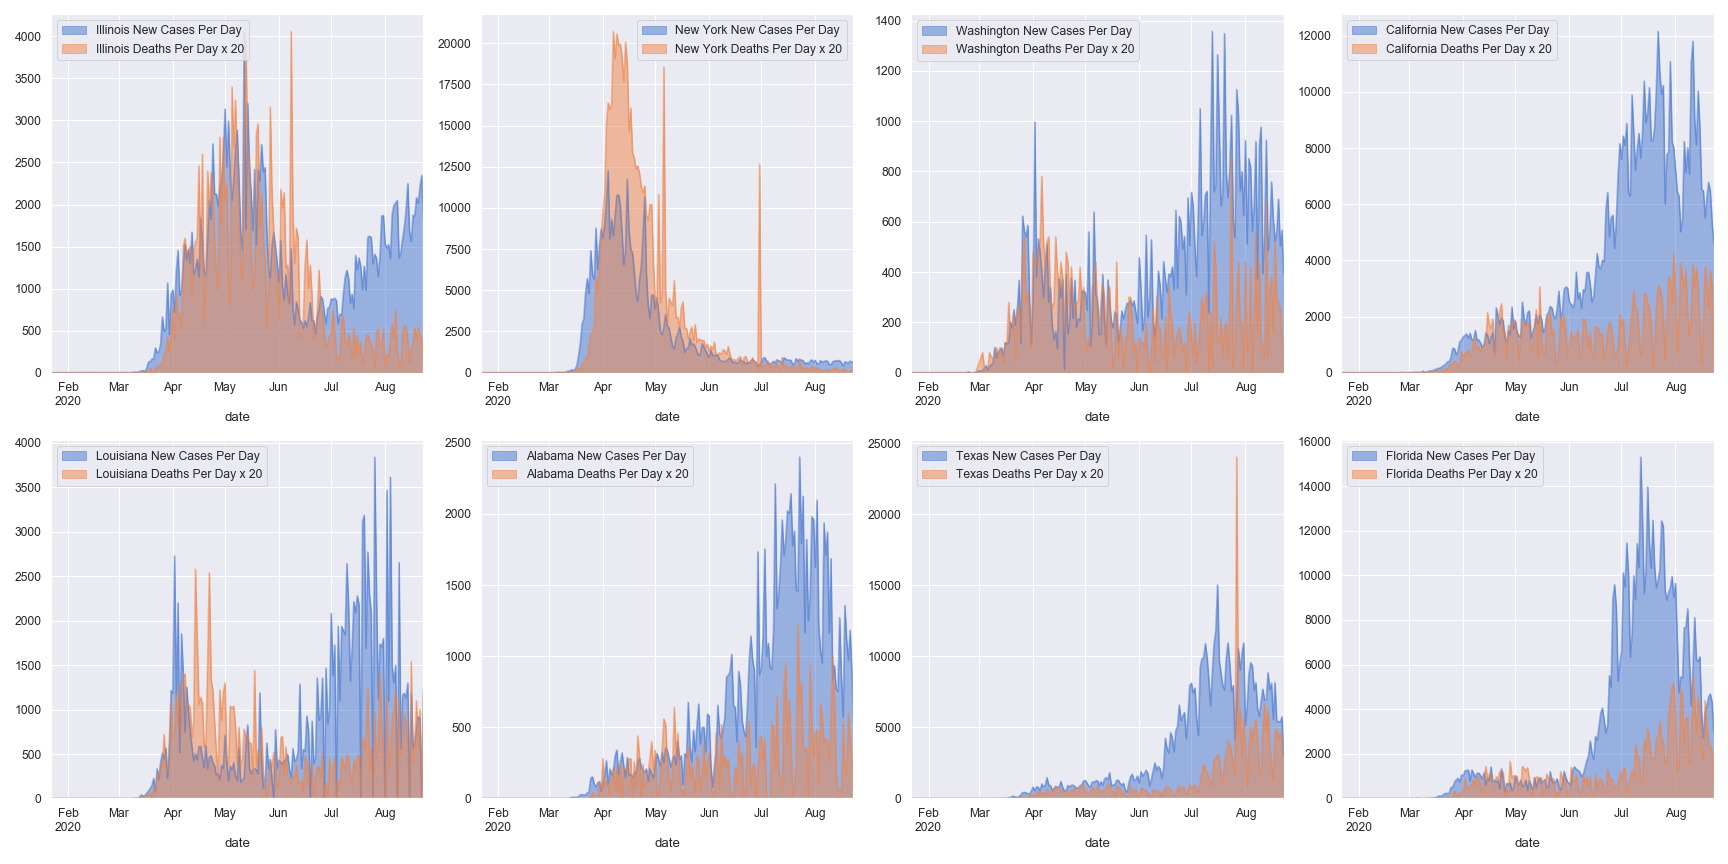 Illinois New Cases Per Day
Illinois Deaths Per Day x 20
4000
3500
3000
2500
2000
1500
1000
500
0
Feb
2020
Mar
Apr
May
Jun
Jul
Aug
date
New York New Cases Per Day
New York Deaths Per Day x 20
20000
17500
15000
12500
10000
7500
5000
2500
0
Feb
2020
Mar
Apr
May
Jun
Jul
Aug
date
Washington New Cases Per Day
Washington Deaths Per Day x 20
1400
1200
1000
800
600
400
200
0
Feb
2020
Mar
Apr
May
Jun
Jul
Aug
date
California New Cases Per Day
California Deaths Per Day x 20
12000
10000
8000
6000
4000
2000
0
Feb
2020
Mar
Apr
May
Jun
Jul
Aug
date
Louisiana New Cases Per Day
Louisiana Deaths Per Day x 20
4000
3500
3000
2500
2000
1500
1000
500
0
Feb
2020
Mar
Apr
May
Jun
Jul
Aug
date
Alabama New Cases Per Day
Alabama Deaths Per Day x 20
2500
2000
1500
1000
500
0
Feb
2020
Mar
Apr
May
Jun
Jul
Aug
date
Texas New Cases Per Day
Texas Deaths Per Day x 20
25000
20000
15000
10000
5000
0
Feb
2020
Mar
Apr
May
Jun
Jul
Aug
date
Florida New Cases Per Day
Florida Deaths Per Day x 20
16000
14000
12000
10000
8000
6000
4000
2000
0
Feb
2020
Mar
Apr
May
Jun
Jul
Aug
date